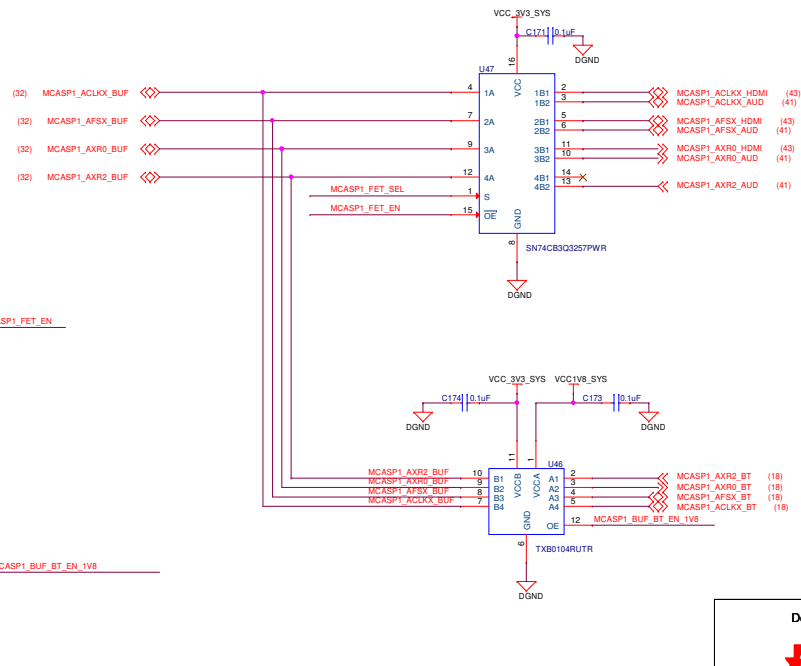 VCC_3V3_SYS
C171 0.1uF
DGND
16
U47
VCC
(32) MCASP1_ACLKX_BUF 4 1A 1B1 2 MCASP1_ACLKX_HDMI (43)
1B2 3 MCASP1_ACLKX_AUD (41)
(32) MCASP1_AFSX_BUF 7 2A 2B1 5 MCASP1_AFSX_HDMI (43)
2B2 6 MCASP1_AFSX_AUD (41)
(32) MCASP1_AXR0_BUF 9 3A 3B1 11 MCASP1_AXR0_HDMI (43)
3B2 10 MCASP1_AXR0_AUD (41)
(32) MCASP1_AXR2_BUF 12 4A 4B1 14
4B2 13 MCASP1_AXR2_AUD (41)
MCASP1_FET_SEL 1 S
MCASP1_FET_EN 15 OE
GND
8
SN74CB3Q3257PWR
DGND
SP1_FET_EN
VCC_3V3_SYS VCC1V8_SYS
C174 0.1uF C173 0.1uF
DGND DGND
11 1
U46
VCCB VCCA
MCASP1_AXR2_BUF 10 B1 A1 2 MCASP1_AXR2_BT (18)
MCASP1_AXR0_BUF 9 B2 A2 3 MCASP1_AXR0_BT (18)
MCASP1_AFSX_BUF 8 B3 A3 4 MCASP1_AFSX_BT (18)
MCASP1_ACLKX_BUF 7 B4 A4 5 MCASP1_ACLKX_BT (18)
GND OE 12 MCASP1_BUF_BT_EN_1V8
6
TXB0104RUTR
DGND
CASP1_BUF_BT_EN_1V8